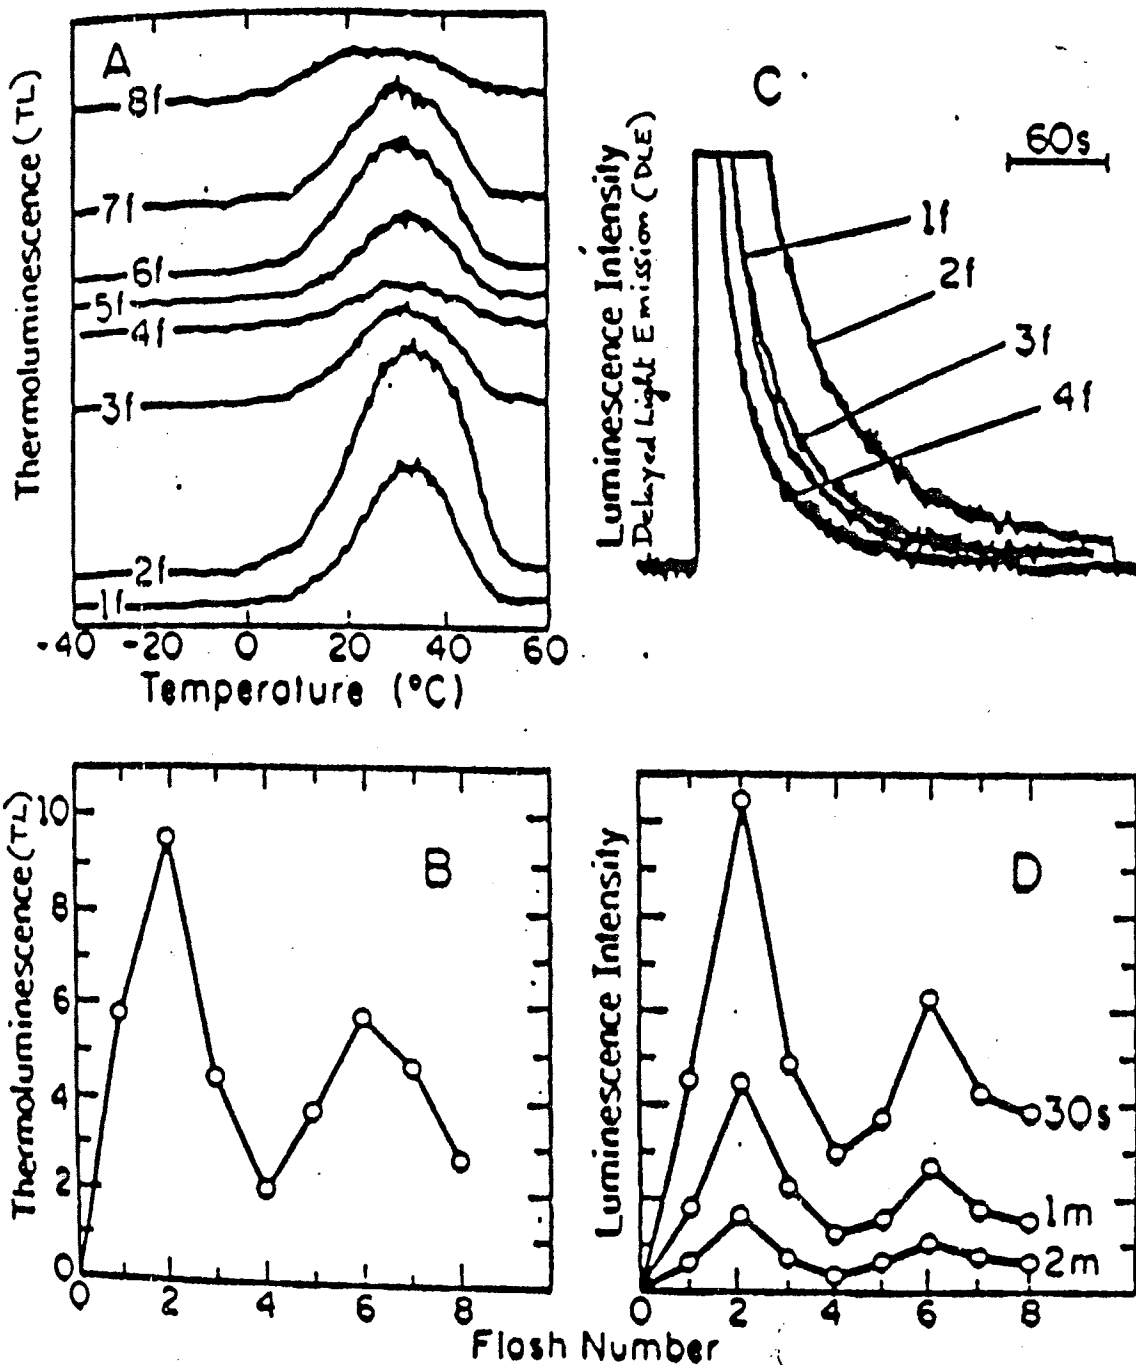 A
Thermoluminescence (TL)
8f
7f
6f
5f
4f
3f
2f
1f
-40 -20 0 20 40 60
Temperature (°C)
C
Luminescence Intensity
Delayed Light Emission (DLE)
60s
1f
2f
3f
4f
B
Thermoluminescence (TL)
10
8
6
4
2
0
0 2 4 6 8
D
Luminescence Intensity
30s
1m
2m
0 2 4 6 8
Flash Number